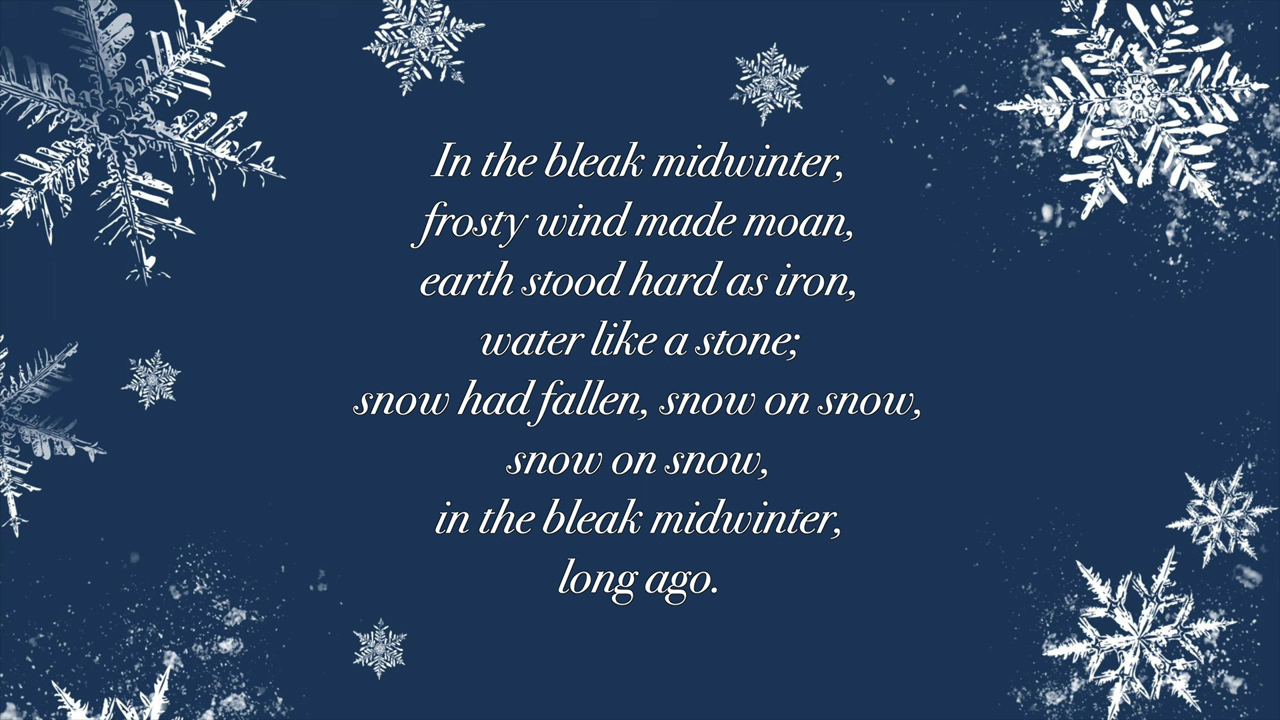 In the bleak midwinter,
frosty wind made moan,
earth stood hard as iron,
water like a stone;
snow had fallen, snow on snow,
snow on snow,
in the bleak midwinter,
long ago.